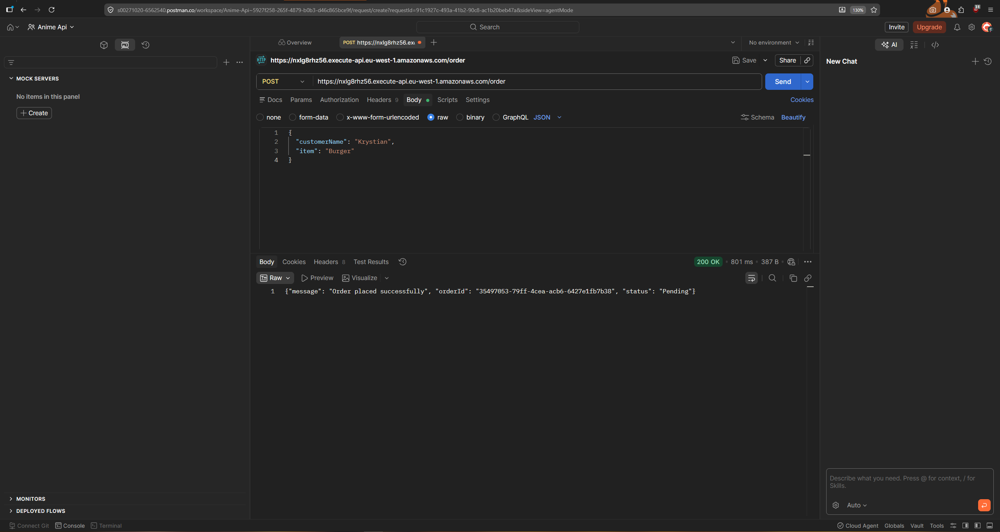 s00271020-6562540.postman.co/workspace/Anime-Api~5927f258-265f-4879-b0b3-d46c865bce9f/request/create?requestId=91c1927c-493a-41b2-90c8-ac1b20beb47a&sideView=agentMode
130%
31
Anime Api
Search
Invite
Upgrade
Overview
POST https://nxlg8rhz56.ex
No environment
AI
MOCK SERVERS
No items in this panel
Create
HTTP
https://nxlg8rhz56.execute-api.eu-west-1.amazonaws.com/order
Save
Share
New Chat
POST
https://nxlg8rhz56.execute-api.eu-west-1.amazonaws.com/order
Send
Docs
Params
Authorization
Headers 9
Body
Scripts
Settings
Cookies
none
form-data
x-www-form-urlencoded
raw
binary
GraphQL
JSON
Schema
Beautify
1 {
2 "customerName": "Krystian",
3 "item": "Burger"
4 }
Body
Cookies
Headers 8
Test Results
200 OK
801 ms
387 B
Raw
Preview
Visualize
1 {"message": "Order placed successfully", "orderId": "35497053-79ff-4cea-acb6-6427e1fb7b38", "status": "Pending"}
Describe what you need. Press @ for context, / for
Skills.
Auto
MONITORS
DEPLOYED FLOWS
Connect Git
Console
Terminal
Cloud Agent
Globals
Vault
Tools